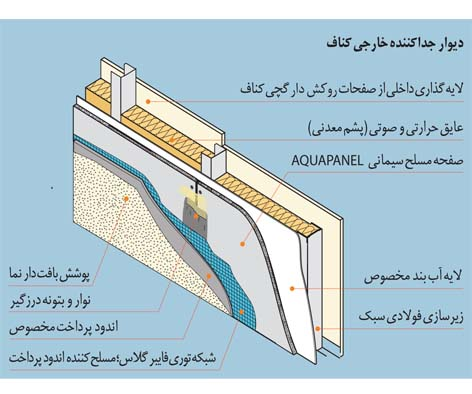 دیوار جداکننده خارجی کناف
لایه گذاری داخلی از صفحات روکش دار گچی کناف
عایق حرارتی و صوتی (پشم معدنی)
صفحه مسلح سیمانی AQUAPANEL
لایه آب بند مخصوص
زیرسازی فولادی سبک
پوشش بافت‌دار نما
نوار و بتونه درزگیر
اندود پرداخت مخصوص
شبکه توری فایبر گلاس؛ مسلح کننده اندود پرداخت